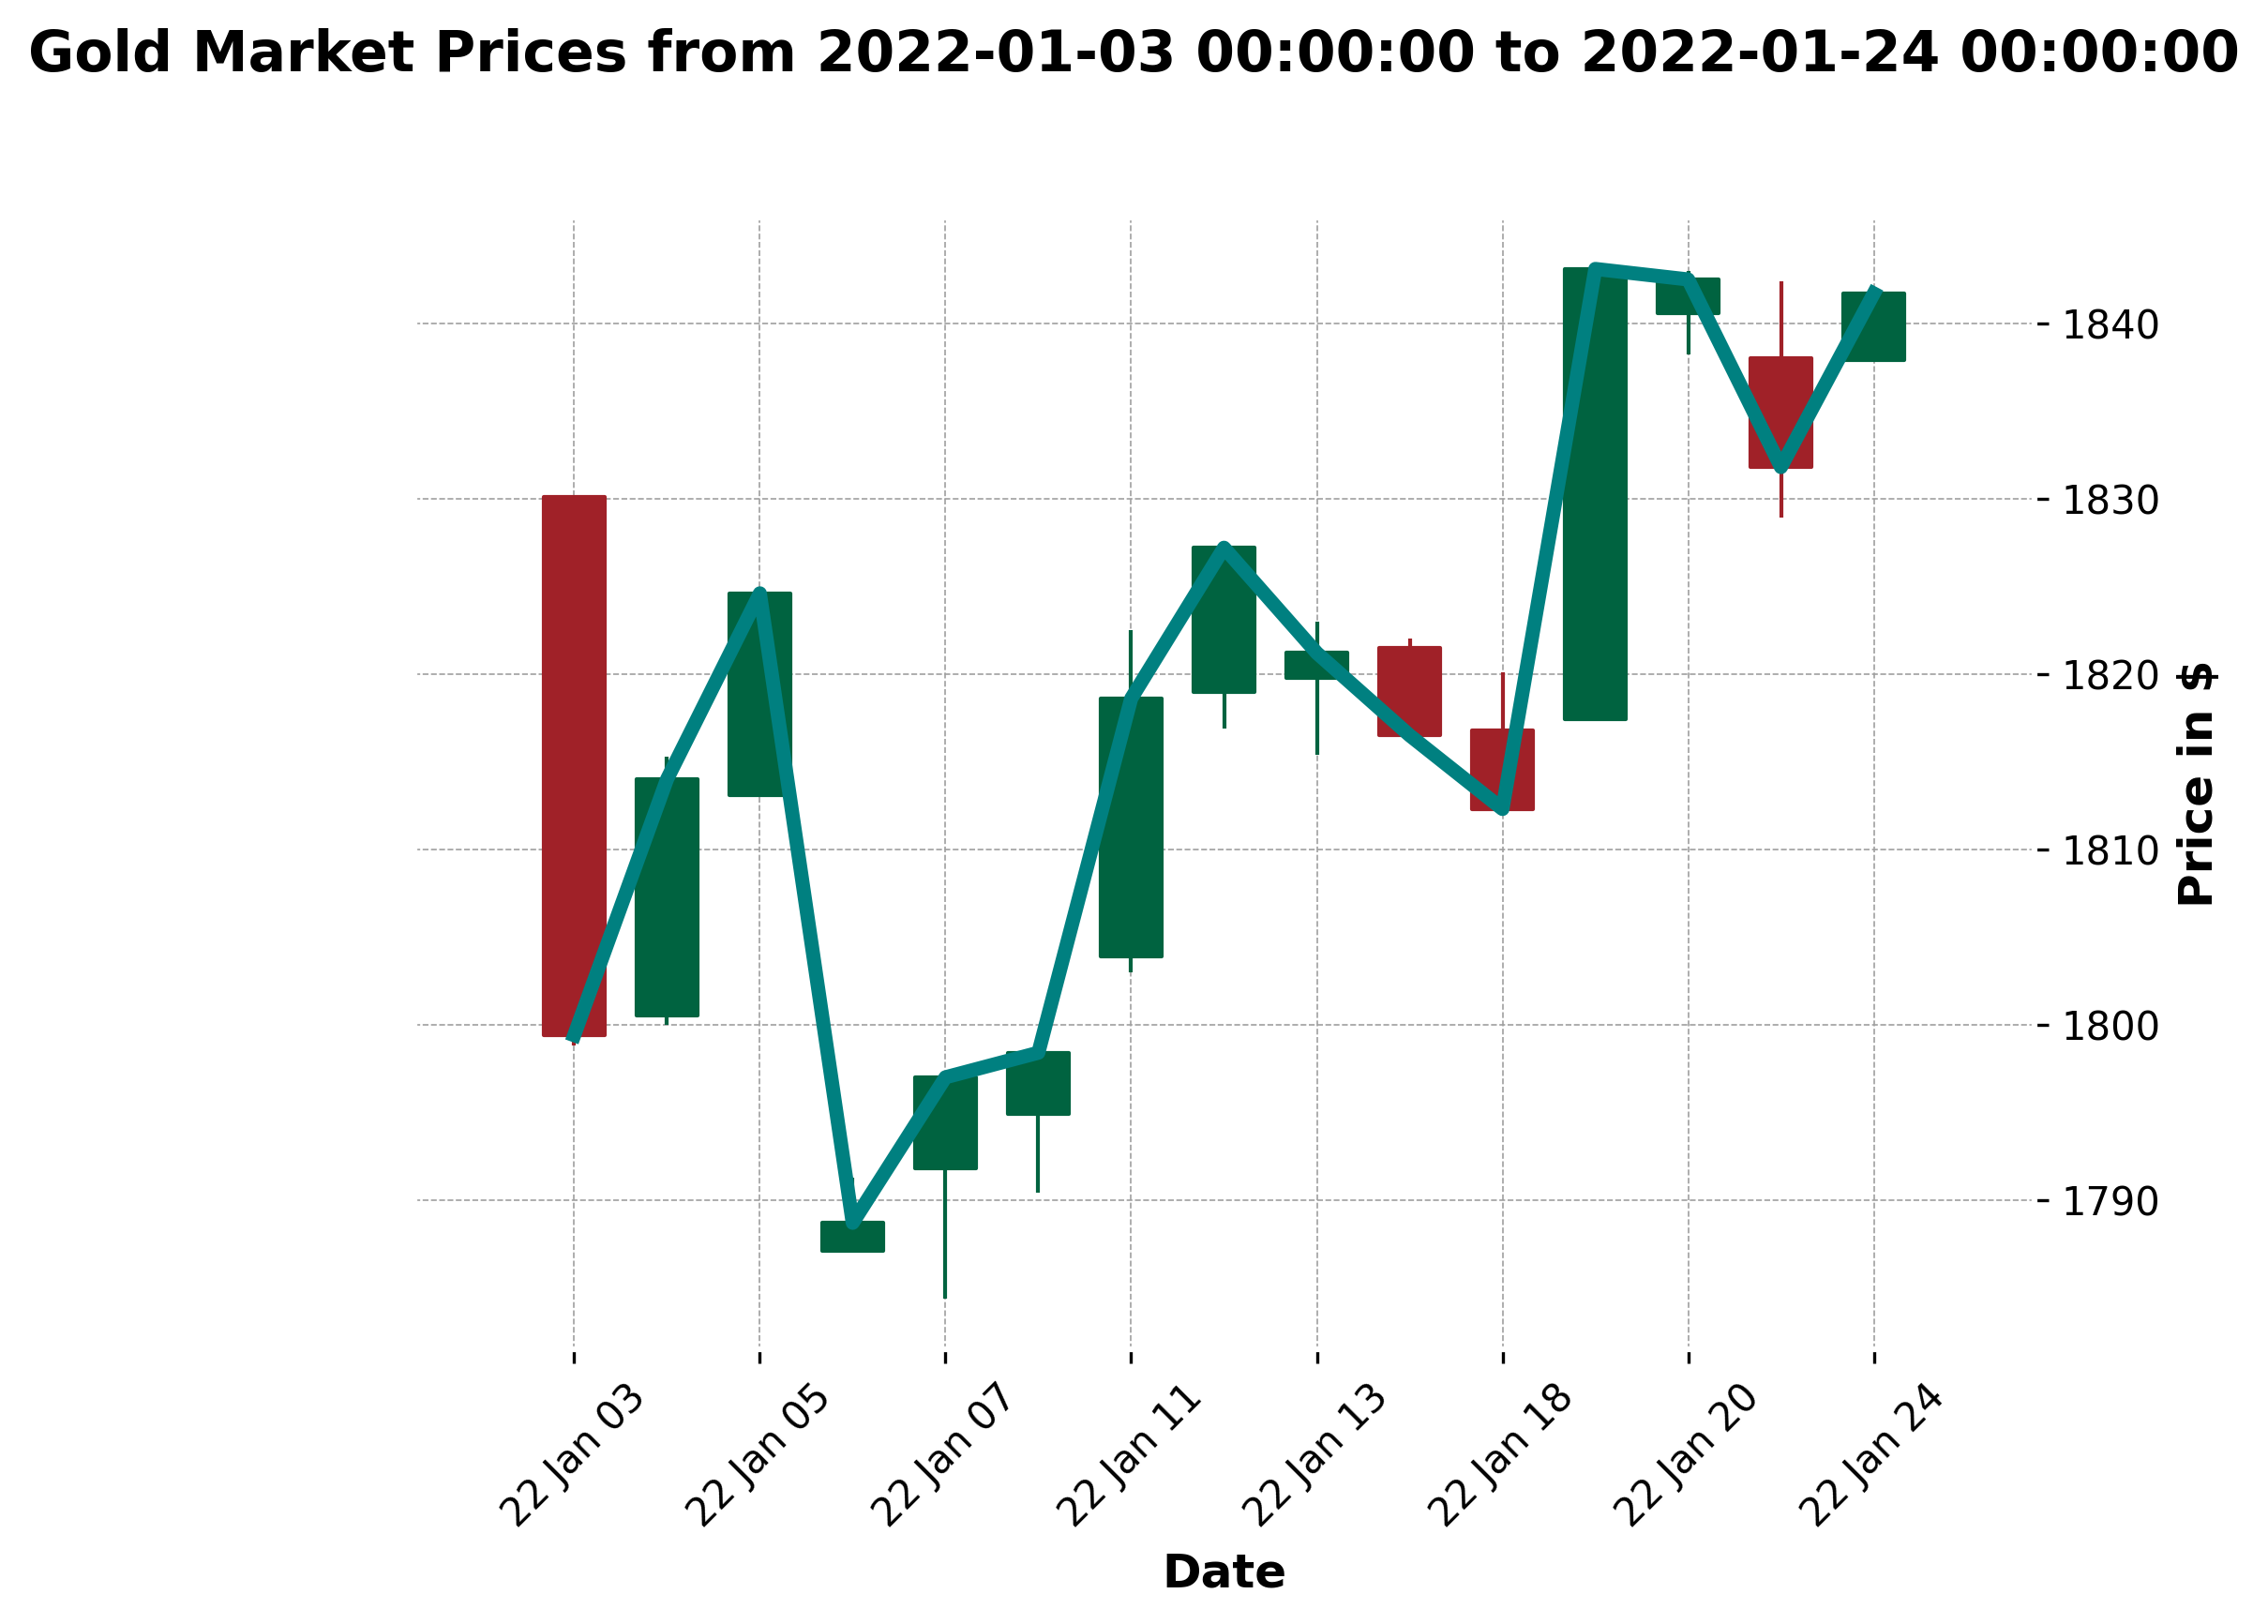 Gold Market Prices from 2022-01-03 00:00:00 to 2022-01-24 00:00:00
1840
1830
1820
1810
1800
1790
Price in $
22 Jan 03
22 Jan 05
22 Jan 07
22 Jan 11
22 Jan 13
22 Jan 18
22 Jan 20
22 Jan 24
Date